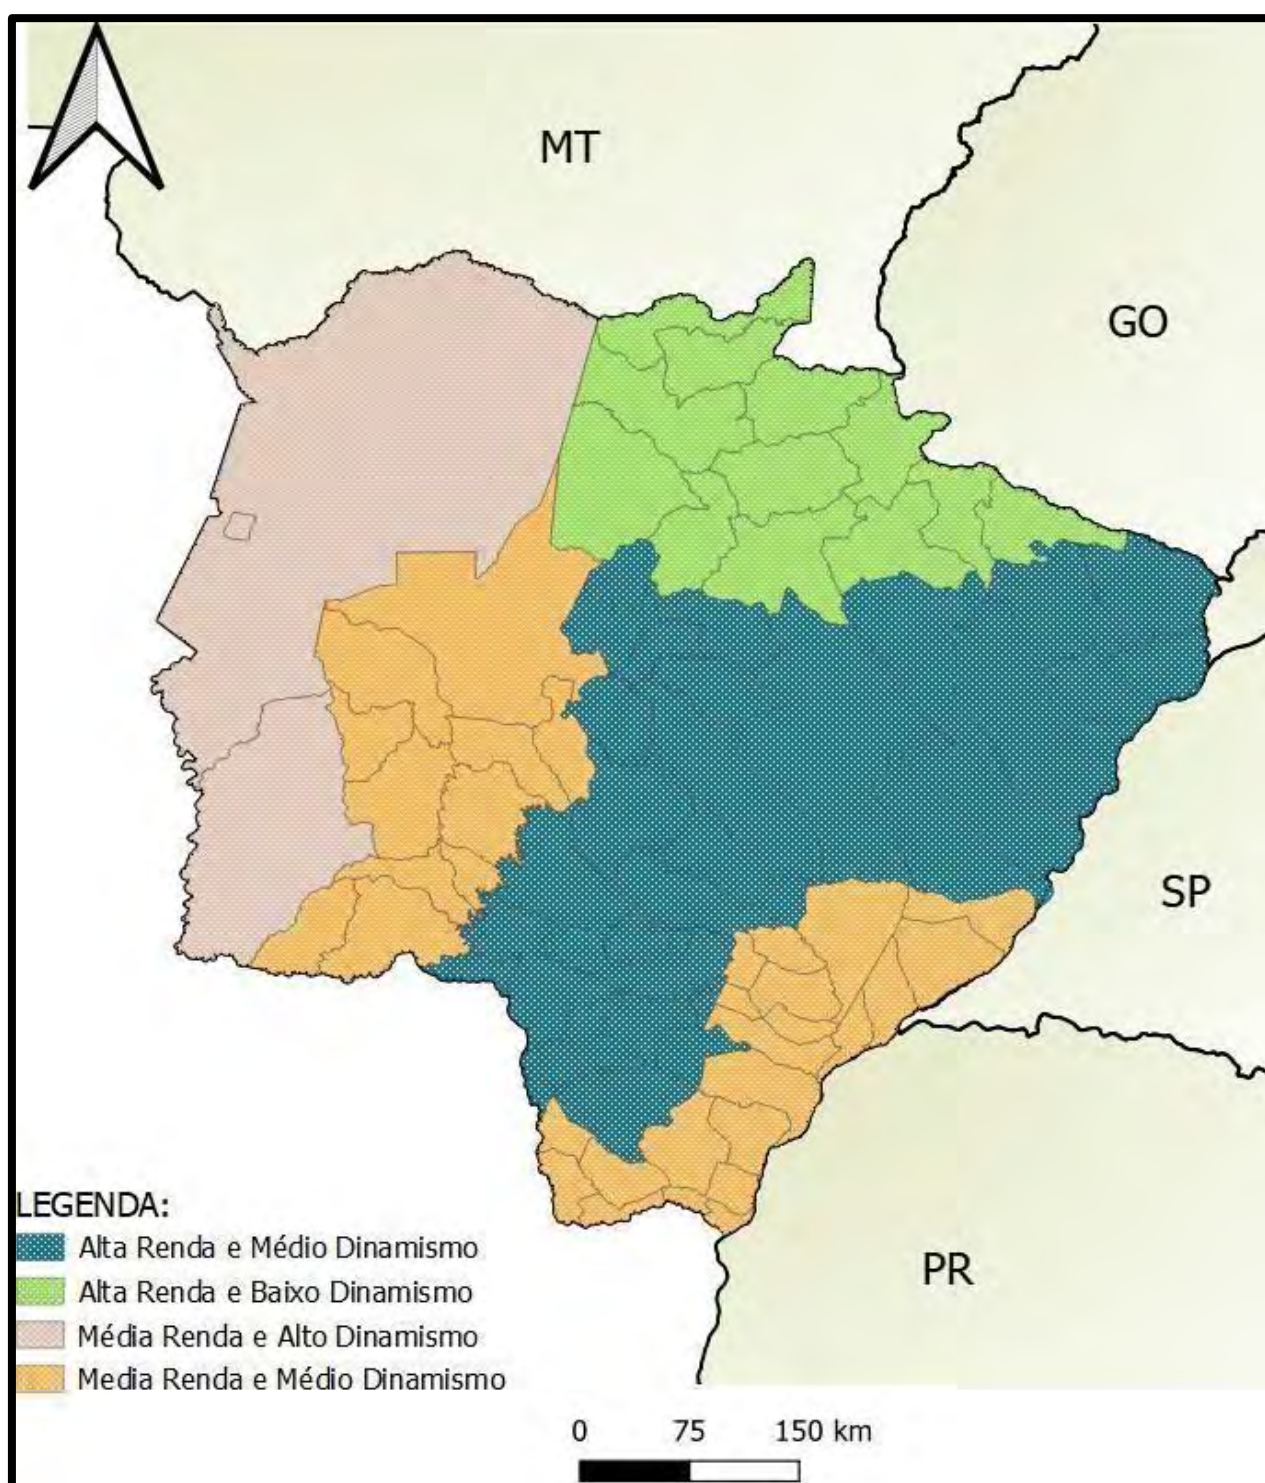 MT
GO
SP
PR
LEGENDA:
Alta Renda e Médio Dinamismo
Alta Renda e Baixo Dinamismo
Média Renda e Alto Dinamismo
Media Renda e Médio Dinamismo
0 75 150 km